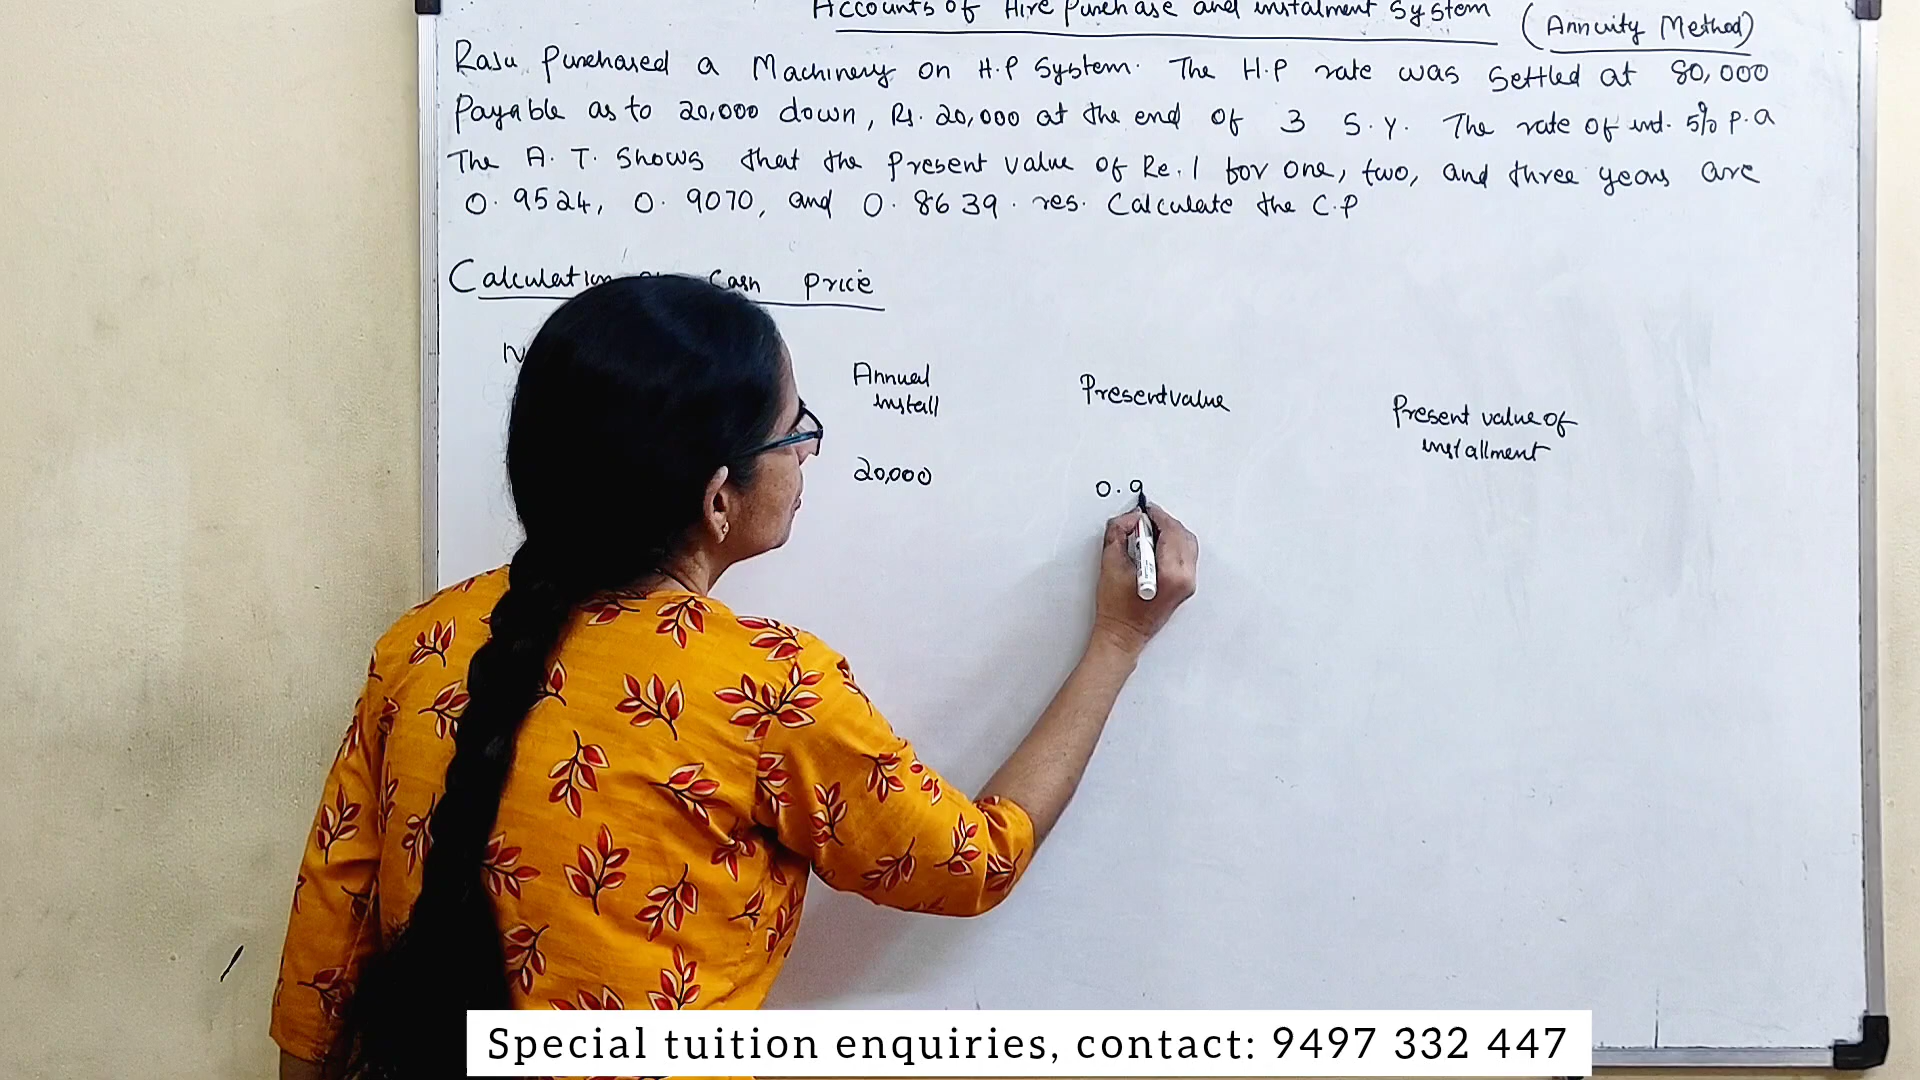 Accounts of Hire Purchase and instalment System (Annuity Method)
Rasu Purchased a Machinery on H.P System. The H.P rate was Settled at 80,000
Payable as to 20,000 down, Rs. 20,000 at the end of 3 S.Y. The rate of int. 5% P.a
The A.T. Shows that the Present value of Re.1 for one, two, and three years are
0.9524, 0.9070, and 0.8639. res. Calculate the C.P
Calculation Cash Price
Annual
install
Present value
Present value of
installment
20,000
0.9
Special tuition enquiries, contact: 9497 332 447